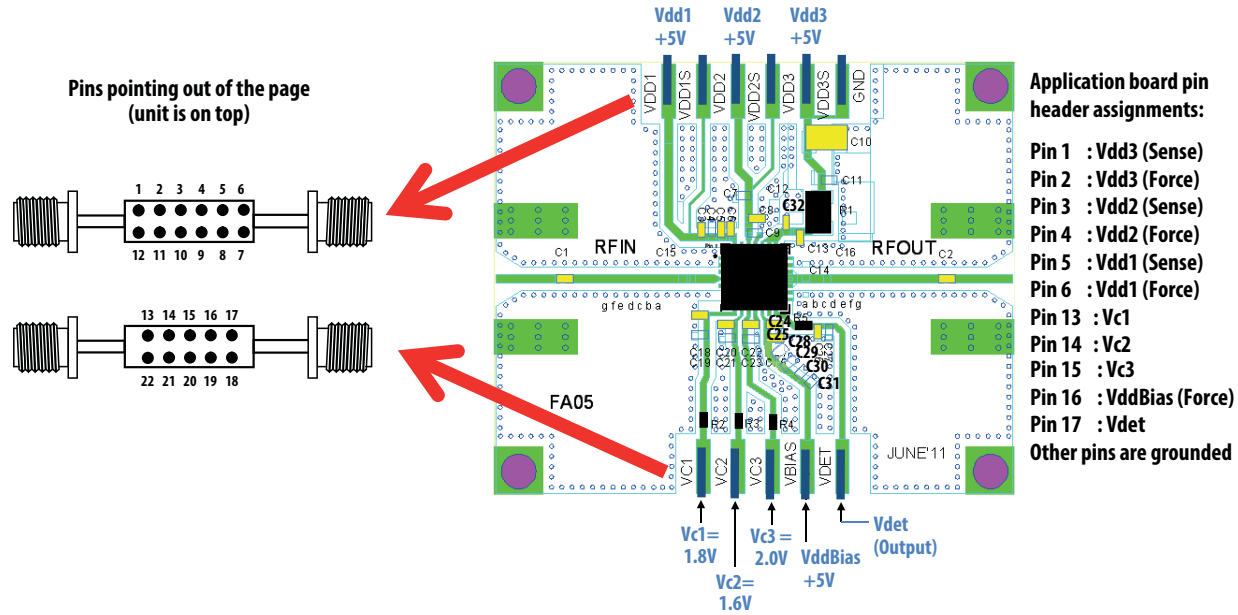 Vdd1
+5V
Vdd2
+5V
Vdd3
+5V
Pins pointing out of the page
(unit is on top)
1 2 3 4 5 6
12 11 10 9 8 7
13 14 15 16 17
22 21 20 19 18
VDD1
VDD1S
VDD2
VDD2S
VDD3
VDD3S
GND
C10
C11
C7
C12
C32
R1
C8
C9
RFIN
RFOUT
C1
C15
C13
C16
C2
C14
gfedcba
abcdefg
C24
C25
C28
C29
C30
C31
C18
C20
C22
C19
C21
C23
FA05
R2
R3
R4
JUNE'11
VC1
VC2
VC3
VBIAS
VDET
Vc1=
1.8V
Vc2=
1.6V
Vc3 =
2.0V
VddBias
+5V
Vdet
(Output)
Application board pin
header assignments:
Pin 1 : Vdd3 (Sense)
Pin 2 : Vdd3 (Force)
Pin 3 : Vdd2 (Sense)
Pin 4 : Vdd2 (Force)
Pin 5 : Vdd1 (Sense)
Pin 6 : Vdd1 (Force)
Pin 13 : Vc1
Pin 14 : Vc2
Pin 15 : Vc3
Pin 16 : VddBias (Force)
Pin 17 : Vdet
Other pins are grounded